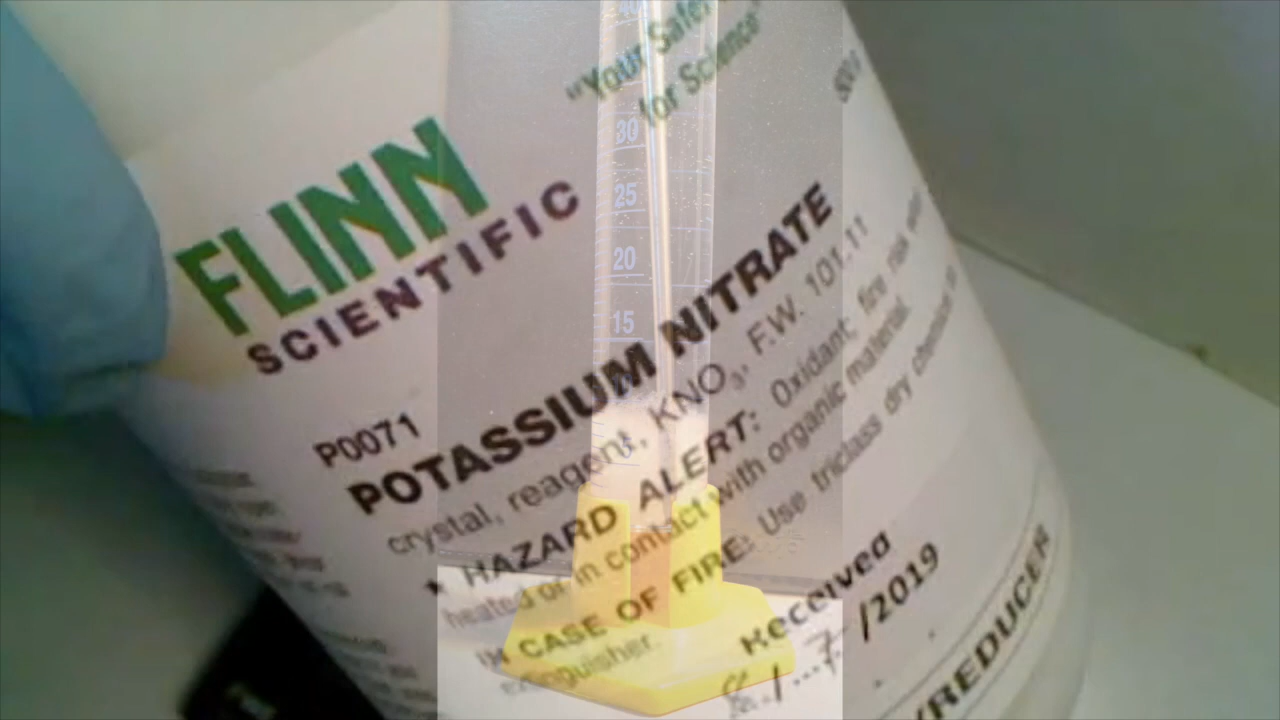 "YOUR Safer
for Science"
FLINN
SCIENTIFIC
30
25
20
15
P0071
POTASSIUM NITRATE
crystal, reagent, KNO3, F.W. 101.11
HAZARD ALERT: Oxidant; fire risk
heated or in contact with organic material.
IN CASE OF FIRE: Use triclass dry chemical
extinguisher.
Received
/2019